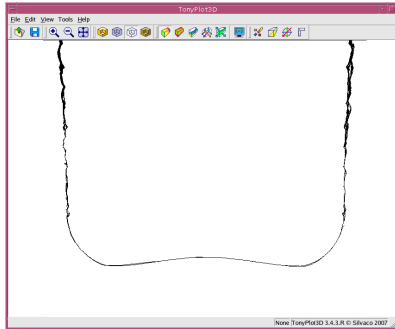 TonyPlot3D
File Edit View Tools Help
None TonyPlot3D 3.4.3.R © Silvaco 2007